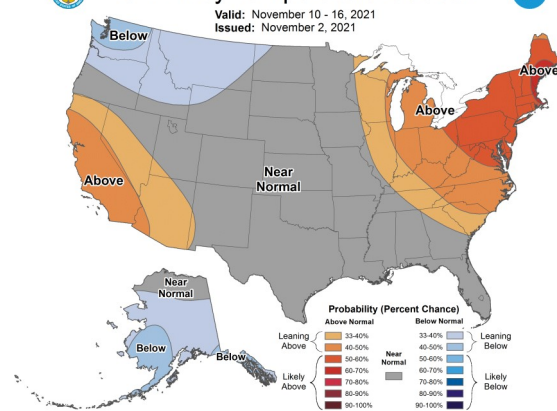 Valid: November 10 - 16, 2021
Issued: November 2, 2021
Below
Above
Above
Near
Normal
Above
Near
Normal
Below
Below
Probability (Percent Chance)
Above Normal
Below Normal
Leaning
Above
33-40%
40-50%
Likely
Above
50-60%
60-70%
70-80%
80-90%
90-100%
Near
Normal
33-40%
40-50%
Leaning
Below
50-60%
60-70%
70-80%
80-90%
90-100%
Likely
Below